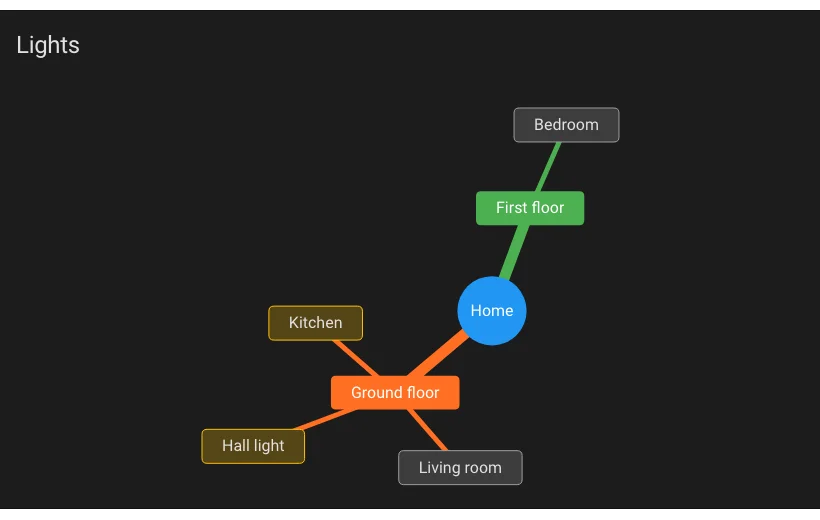 Lights
Bedroom
First floor
Home
Kitchen
Ground floor
Hall light
Living room